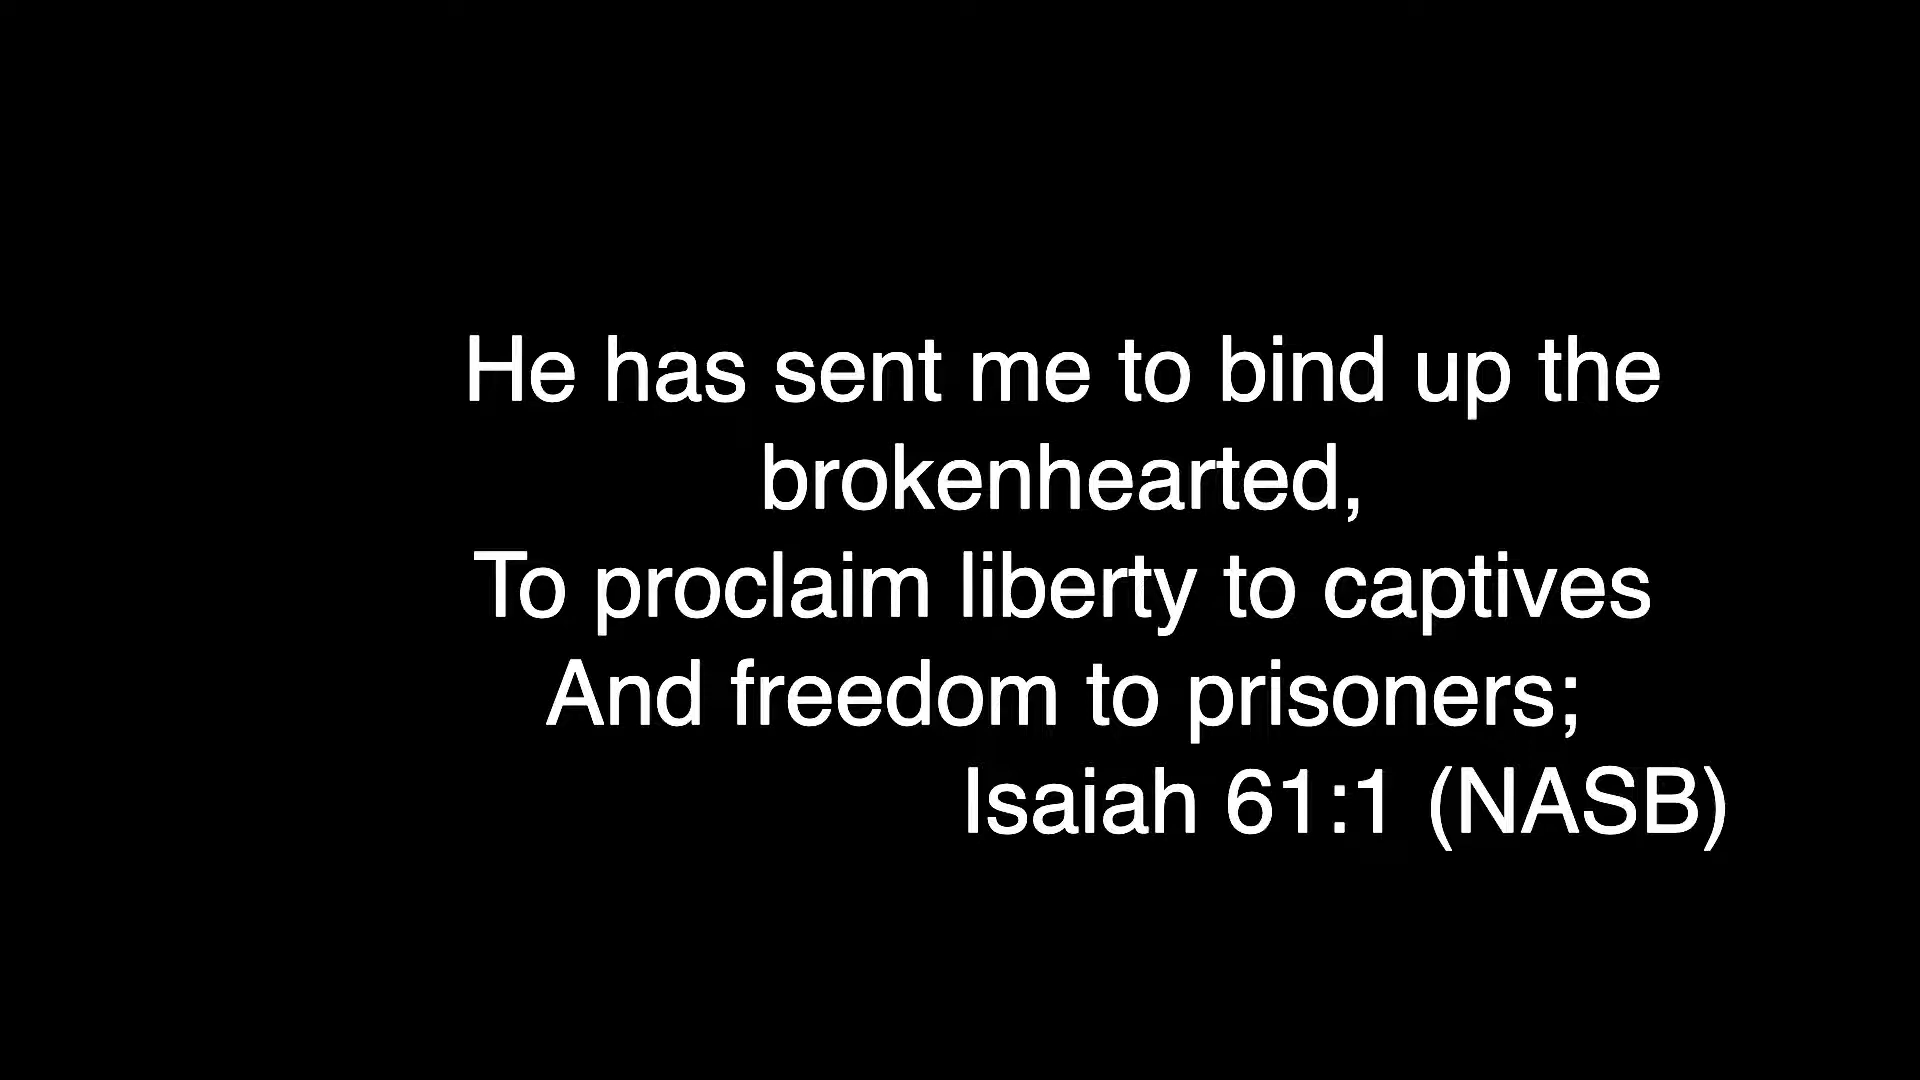 He has sent me to bind up the
brokenhearted,
To proclaim liberty to captives
And freedom to prisoners;
Isaiah 61:1 (NASB)